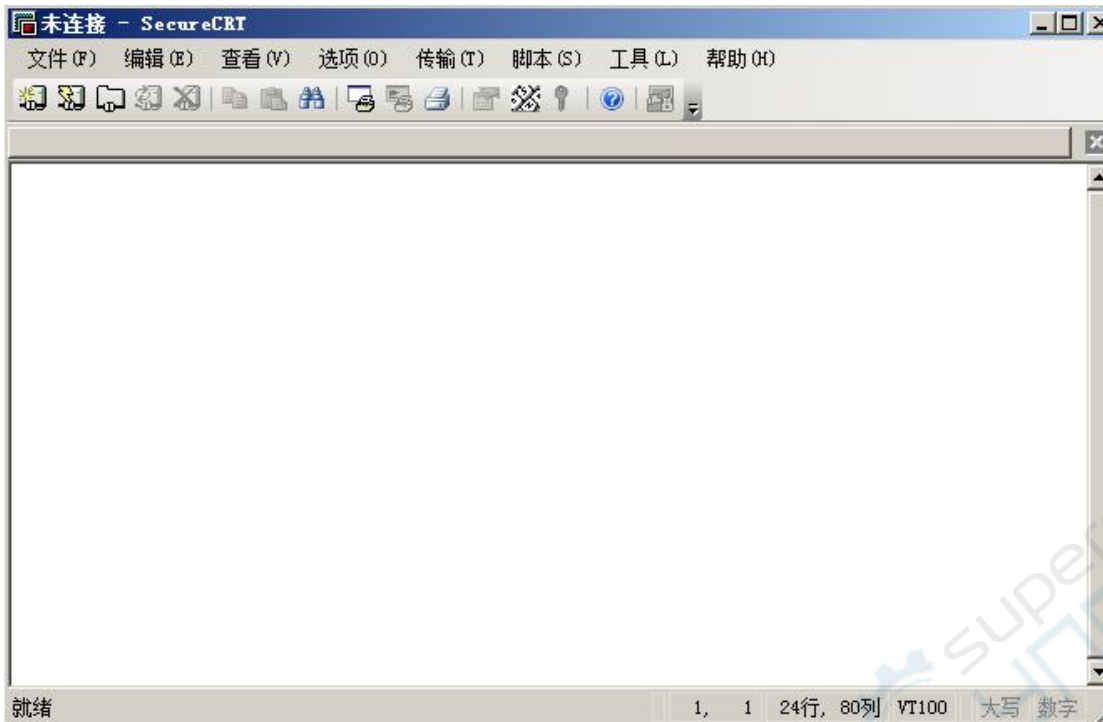 未连接 - SecureCRT
文件(F) 编辑(E) 查看(V) 选项(O) 传输(T) 脚本(S) 工具(L) 帮助(H)
就绪 1, 1 24行, 80列 VT100 大写 数字
SUPER